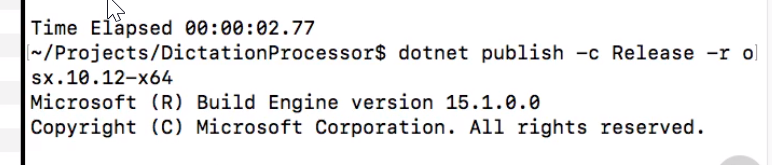 Time Elapsed 00:00:02.77
~/Projects/DictationProcessor$ dotnet publish -c Release -r o
sx.10.12-x64
Microsoft (R) Build Engine version 15.1.0.0
Copyright (C) Microsoft Corporation. All rights reserved.